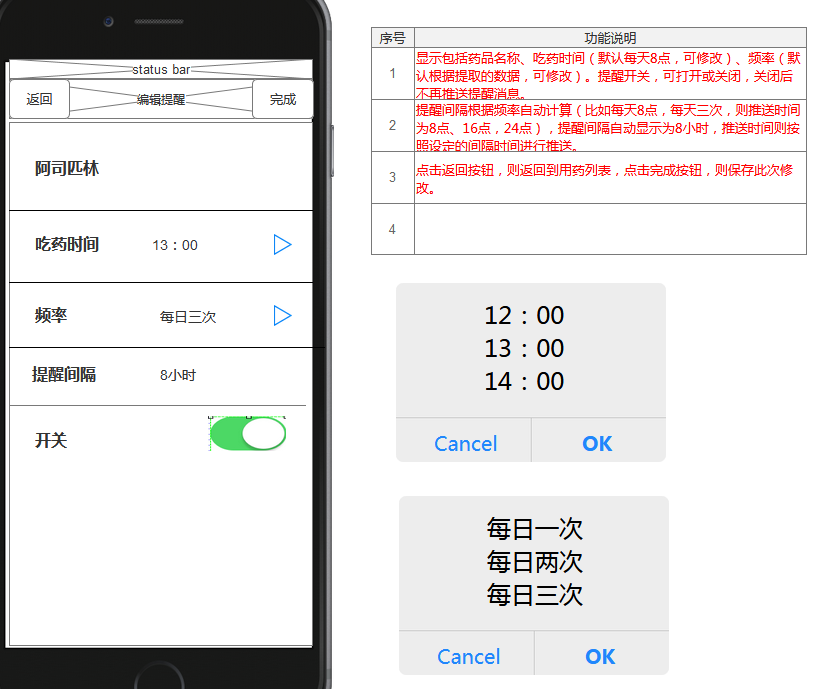 status bar
返回
编辑提醒
完成
阿司匹林
吃药时间
13：00
频率
每日三次
提醒间隔
8小时
开关
序号
功能说明
1
显示包括药品名称、吃药时间（默认每天8点，可修改）、频率（默
认根据提取的数据，可修改）。提醒开关，可打开或关闭，关闭后
不再推送提醒消息。
2
提醒间隔根据频率自动计算（比如每天8点，每天三次，则推送时间
为8点、16点，24点），提醒间隔自动显示为8小时，推送时间则按
照设定的间隔时间进行推送。
3
点击返回按钮，则返回到用药列表，点击完成按钮，则保存此次修
改。
4
12：00
13：00
14：00
Cancel
OK
每日一次
每日两次
每日三次
Cancel
OK